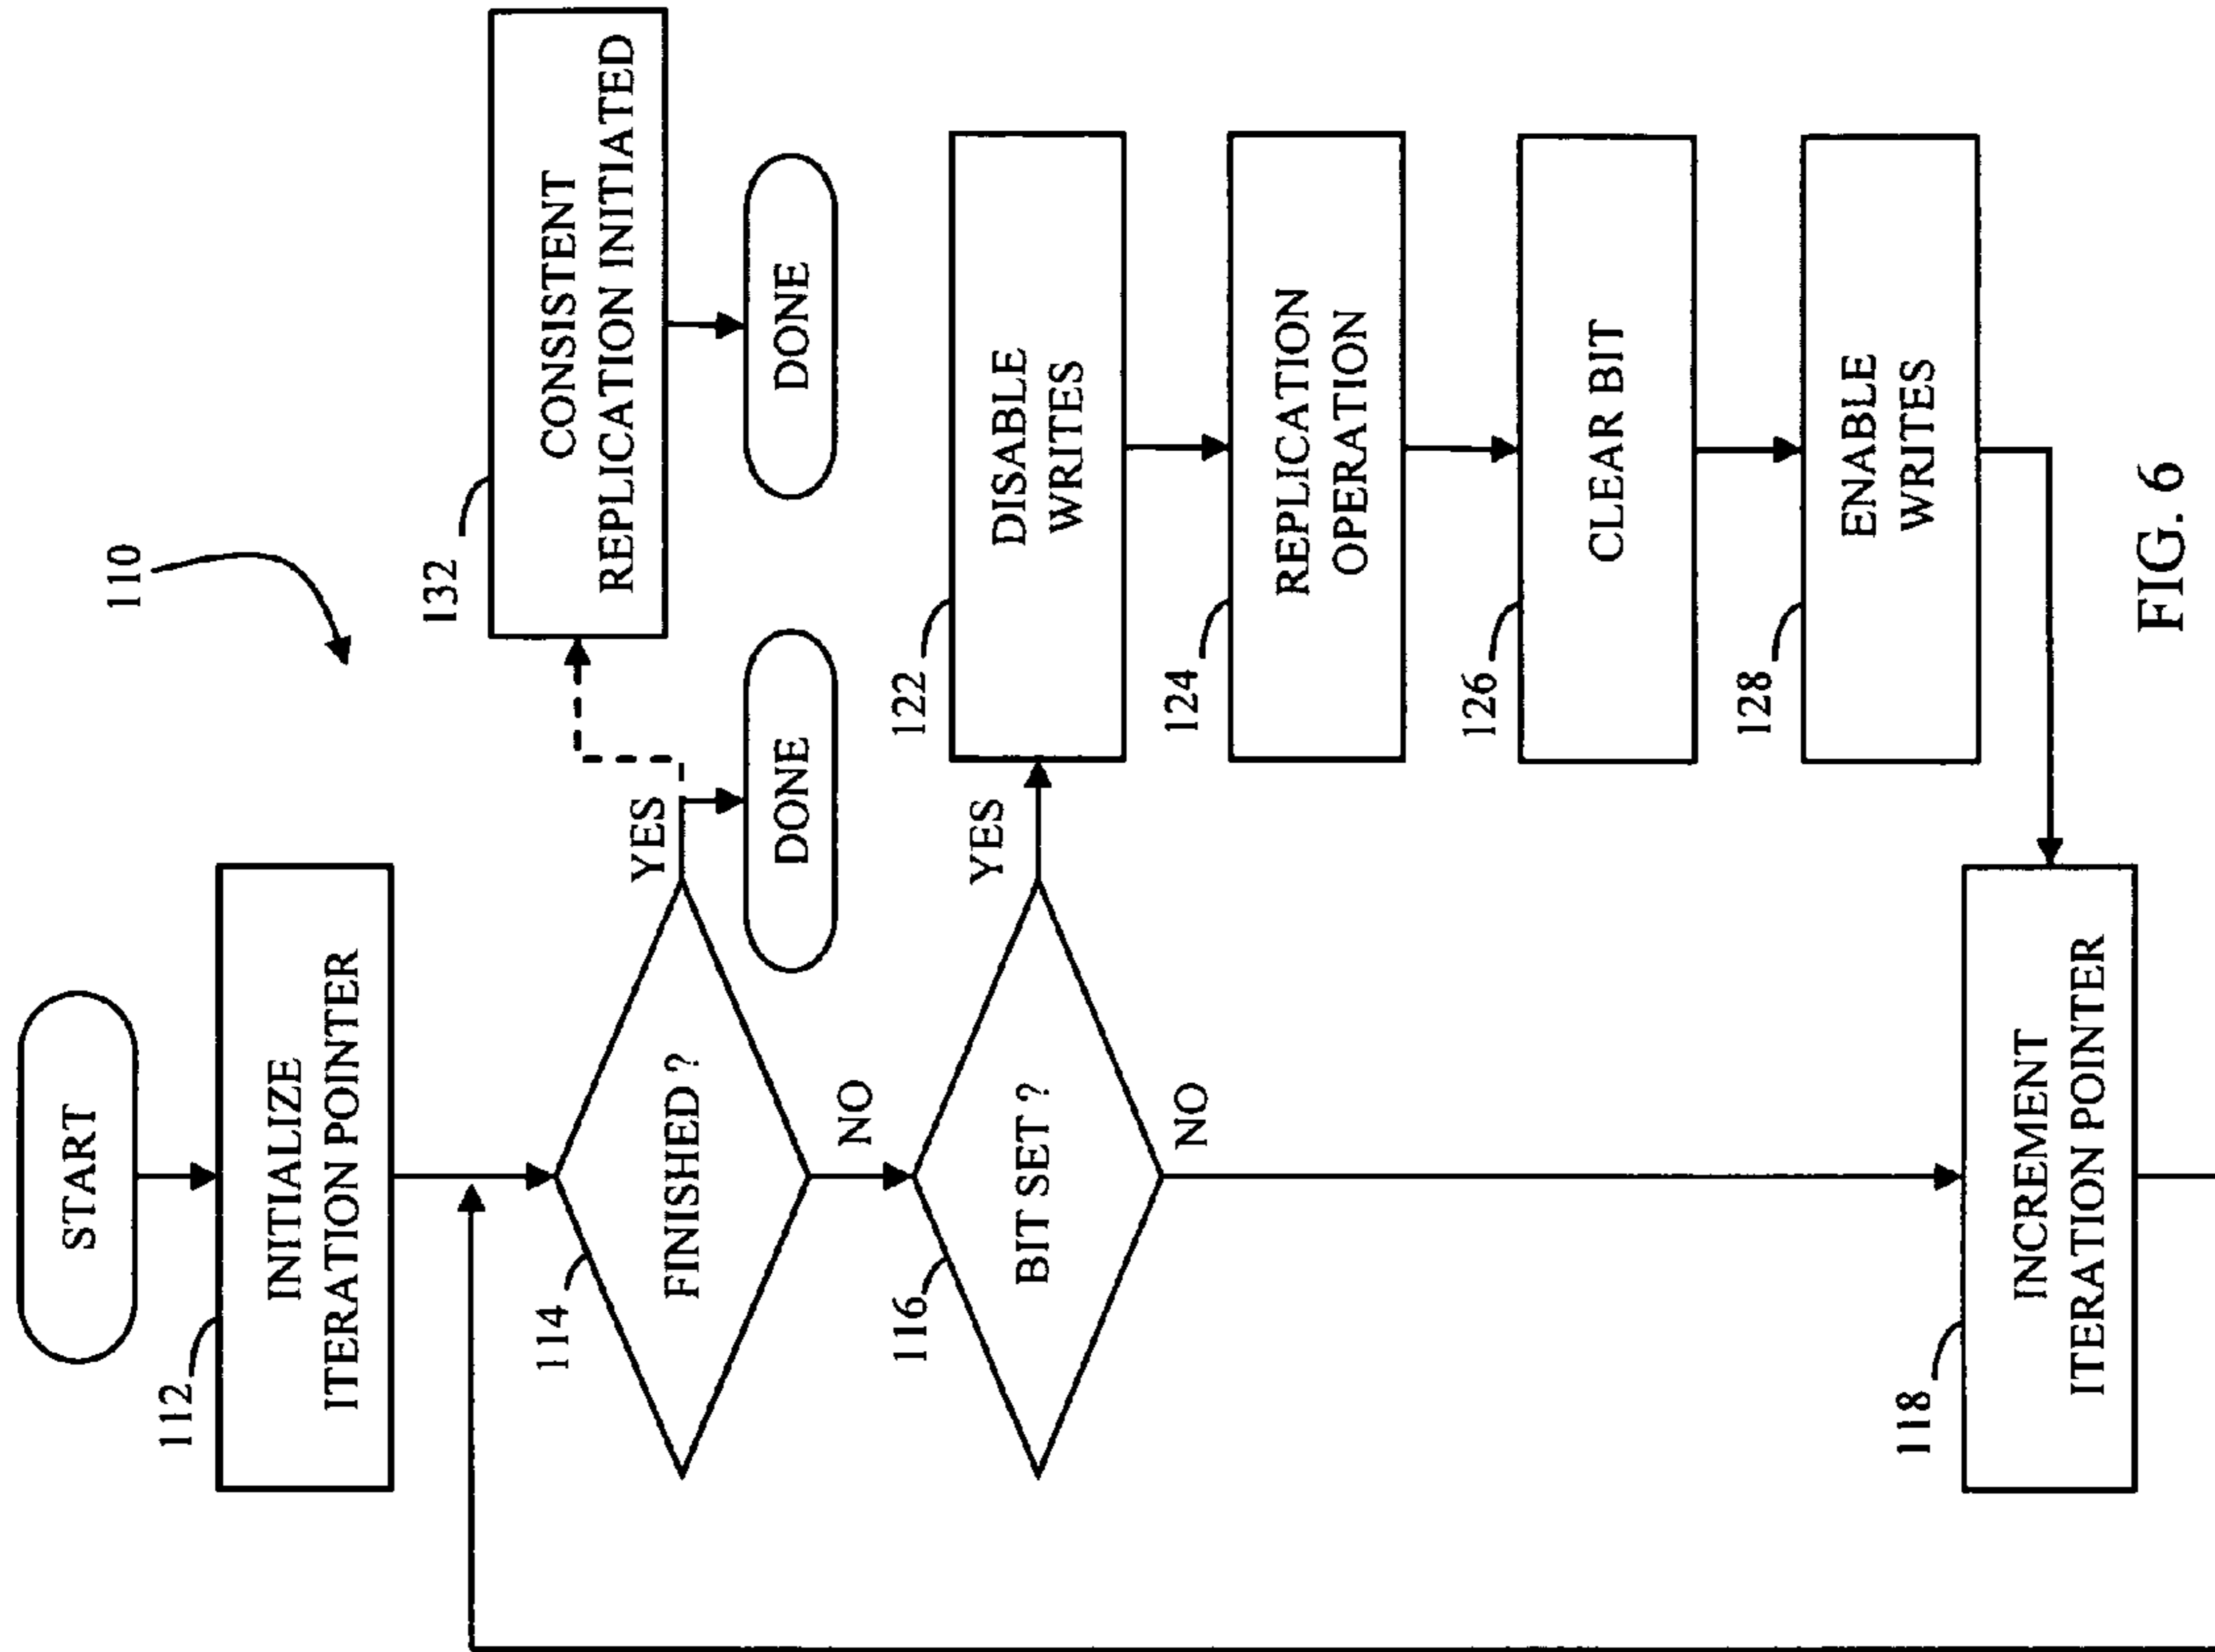 110
START
112
INITIALIZE
ITERATION POINTER
132
CONSISTENT
REPLICATION INITIATED
114
FINISHED ?
YES
DONE
DONE
NO
116
BIT SET ?
YES
122
DISABLE
WRITES
NO
124
REPLICATION
OPERATION
126
CLEAR BIT
128
ENABLE
WRITES
118
INCREMENT
ITERATION POINTER
FIG. 6